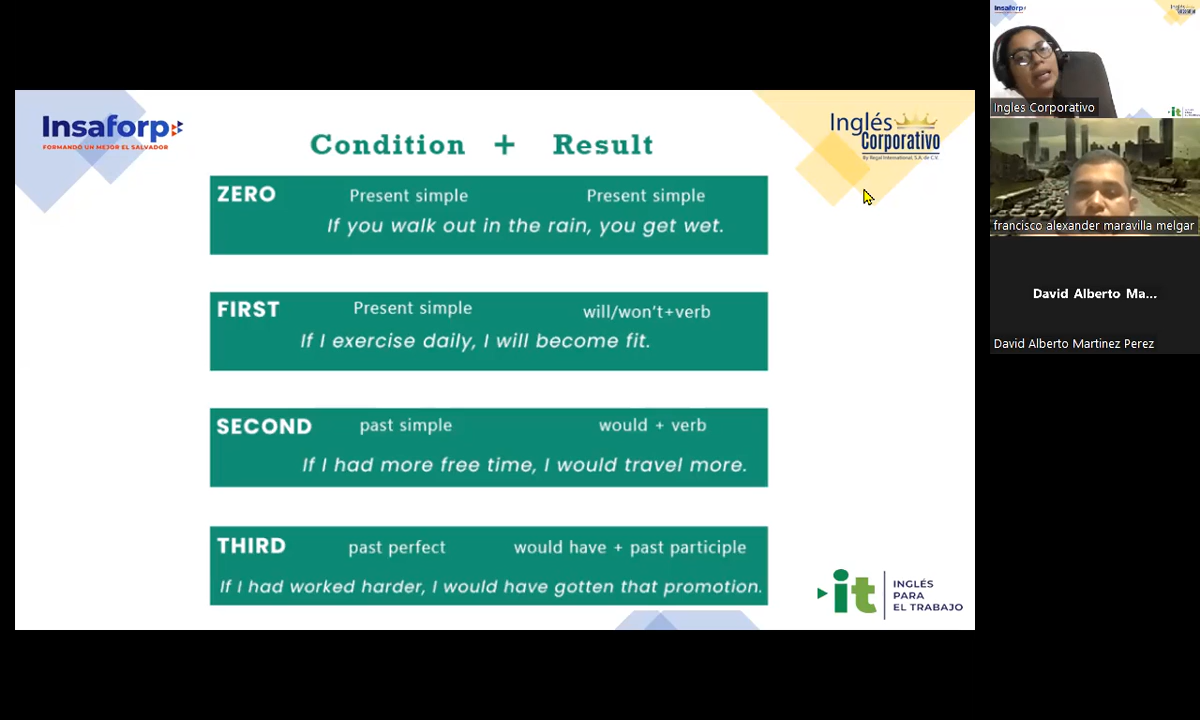 Insaforp
FORMANDO UN MEJOR EL SALVADOR
Condition + Result
Inglés
Corporativo
By Regal International, S.A. de C.V.
ZERO Present simple Present simple
If you walk out in the rain, you get wet.
FIRST Present simple will/won't+verb
If I exercise daily, I will become fit.
SECOND past simple would + verb
If I had more free time, I would travel more.
THIRD past perfect would have + past participle
If I had worked harder, I would have gotten that promotion.
it INGLÉS
PARA
EL TRABAJO
Insaforp
Ingles Corporativo
it
francisco alexander maravilla melgar
David Alberto Ma...
David Alberto Martinez Perez